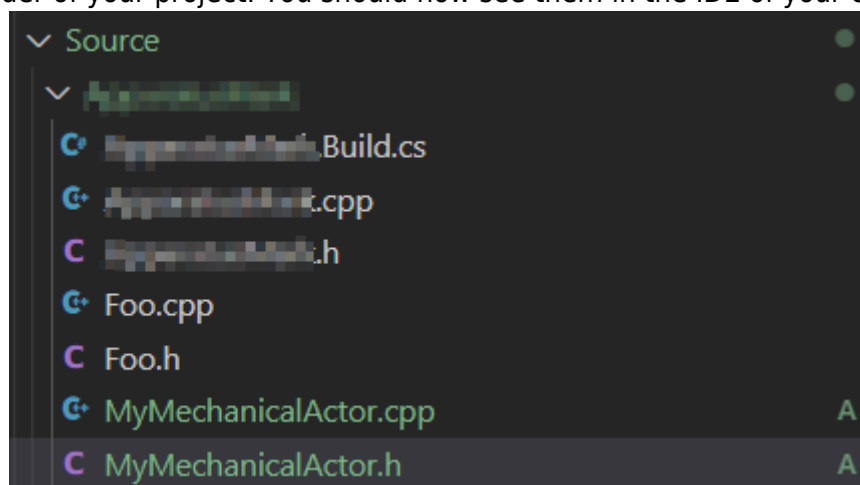 of your project. You should now see them in the IDE of your
Source
.Build.cs
.cpp
.h
Foo.cpp
Foo.h
MyMechanicalActor.cpp
A
MyMechanicalActor.h
A